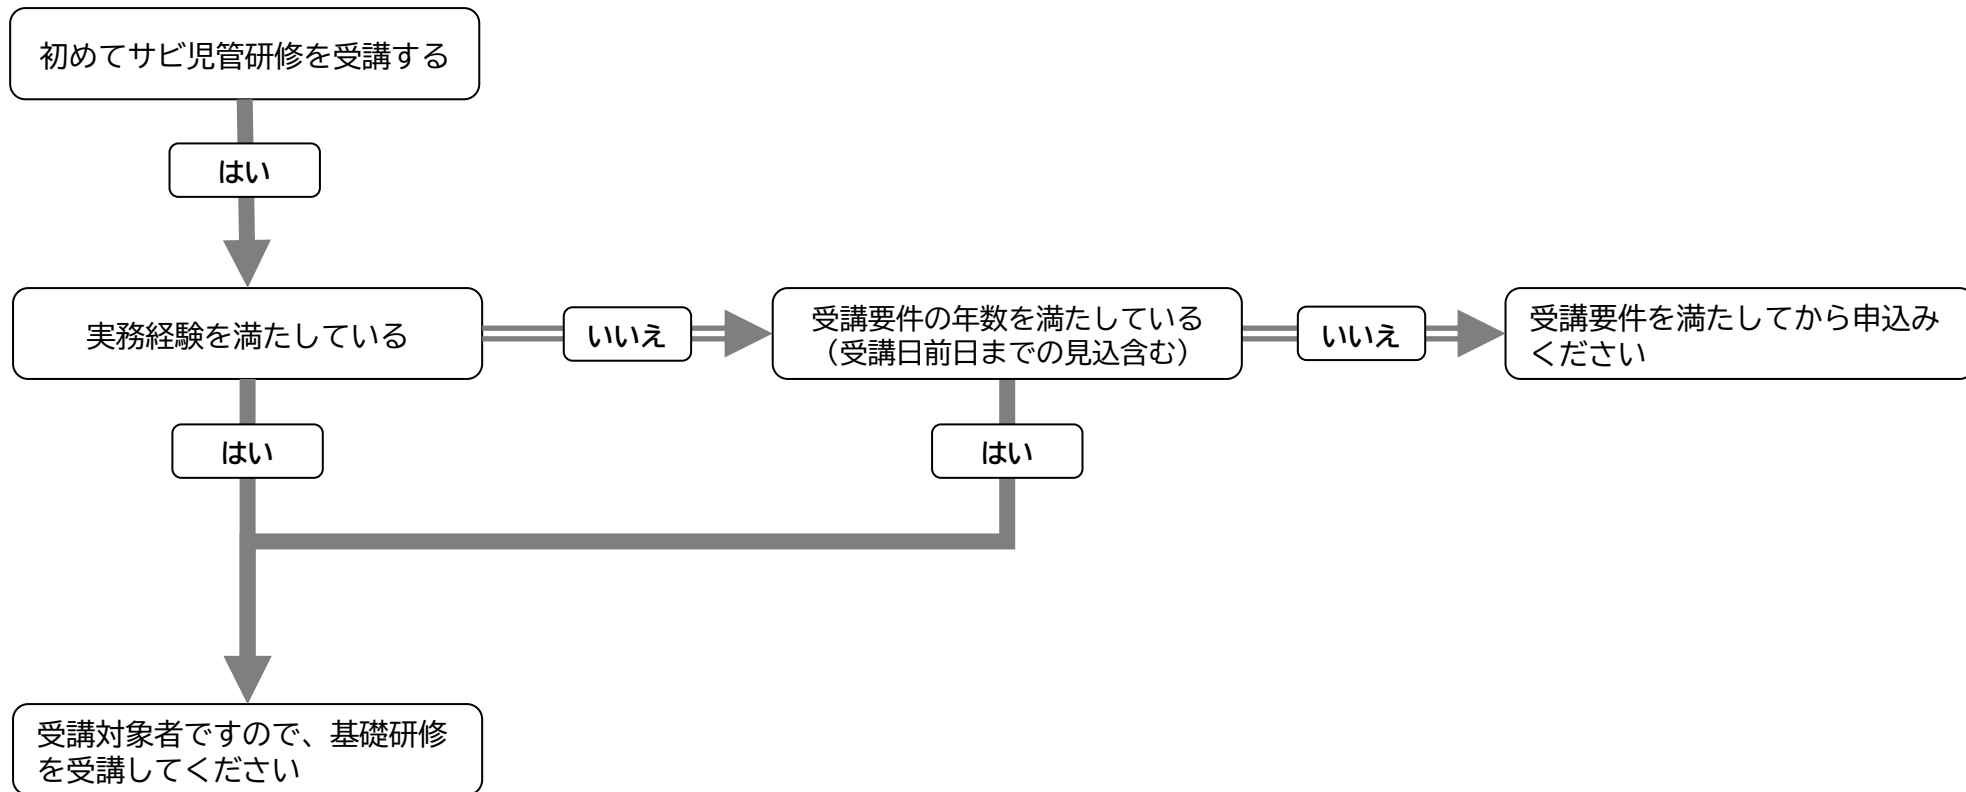 初めてサビ児管研修を受講する
はい
実務経験を満たしている
いいえ
受講要件の年数を満たしている
（受講日前日までの見込含む）
いいえ
受講要件を満たしてから申込み
ください
はい
はい
受講対象者ですので、基礎研修
を受講してください